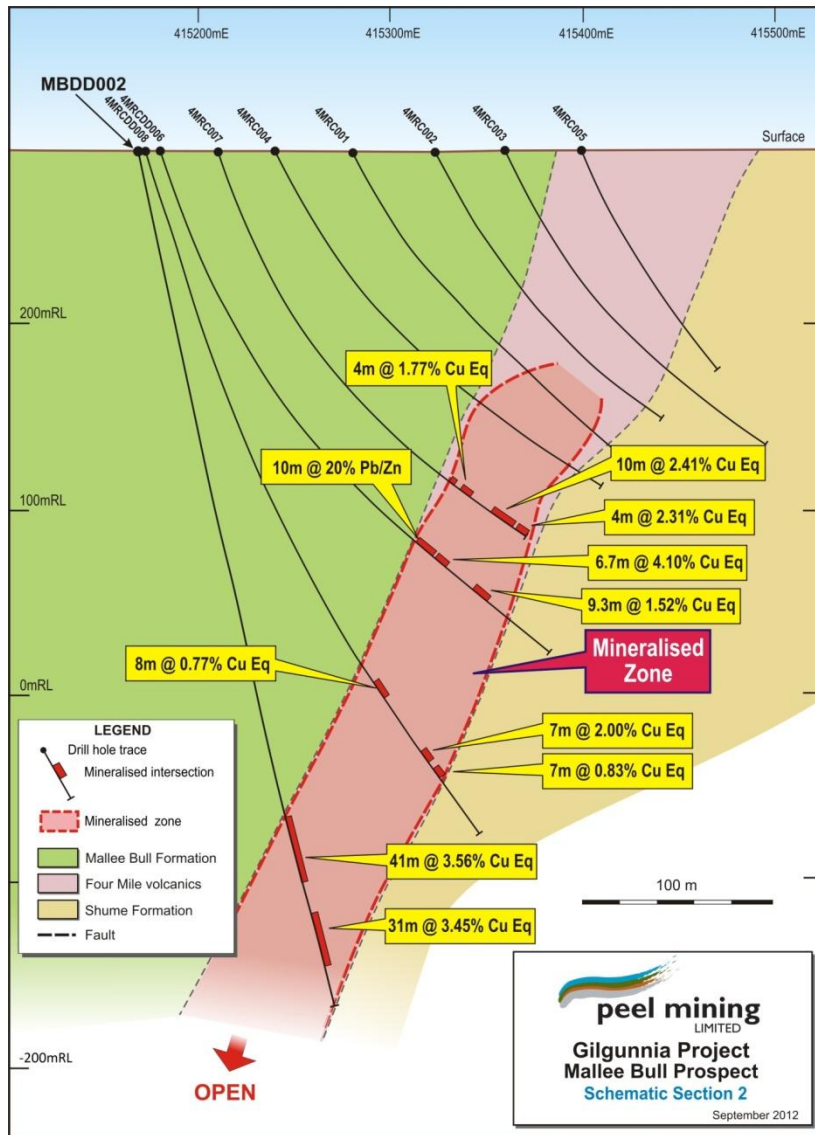 415200mE
415300mE
415400mE
415500mE
MBDD002
4MRCDD008
4MRCDD006
4MRC007
4MRC004
4MRC001
4MRC002
4MRC003
4MRC005
Surface
200mRL
4m @ 1.77% Cu Eq
10m @ 20% Pb/Zn
10m @ 2.41% Cu Eq
100mRL
4m @ 2.31% Cu Eq
6.7m @ 4.10% Cu Eq
9.3m @ 1.52% Cu Eq
8m @ 0.77% Cu Eq
Mineralised
Zone
0mRL
7m @ 2.00% Cu Eq
7m @ 0.83% Cu Eq
LEGEND
Drill hole trace
Mineralised intersection
Mineralised zone
Mallee Bull Formation
Four Mile volcanics
Shume Formation
Fault
41m @ 3.56% Cu Eq
31m @ 3.45% Cu Eq
100 m
-200mRL
OPEN
peel mining
LIMITED
Gilgunnia Project
Mallee Bull Prospect
Schematic Section 2
September 2012